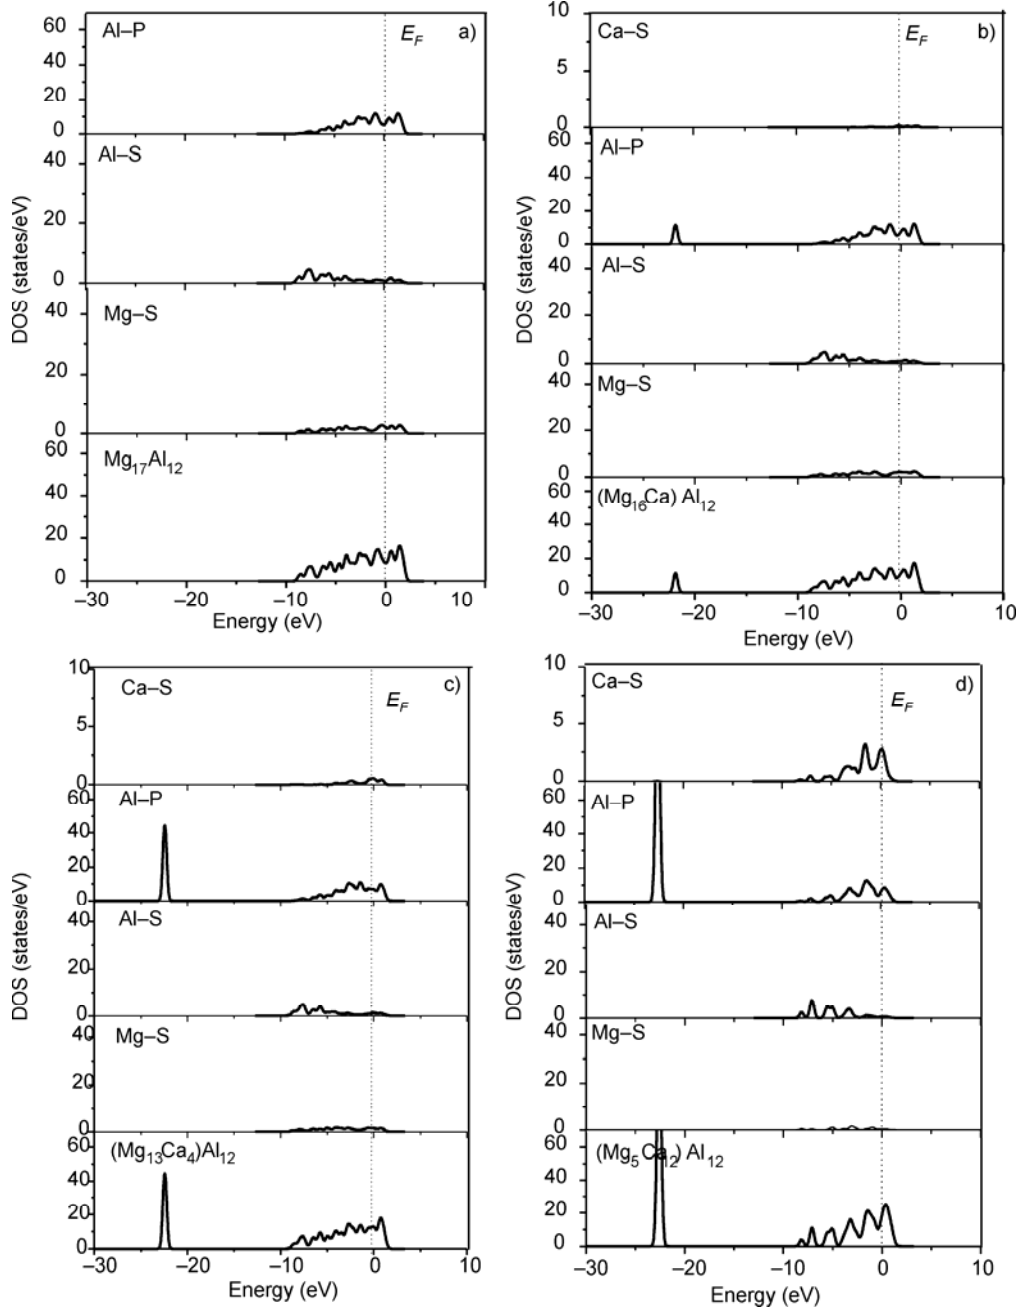 a)
E_F
Al–P
60
40
20
0
Al–S
40
20
0
Mg–S
40
20
0
Mg17Al12
60
40
20
0
–30 –20 –10 0 10
Energy (eV)
DOS (states/eV)
b)
E_F
Ca–S
10
5
0
Al–P
60
40
20
0
Al–S
40
20
0
Mg–S
40
20
0
(Mg16Ca) Al12
60
40
20
0
–30 –20 –10 0 10
Energy (eV)
DOS (states/eV)
c)
E_F
Ca–S
10
5
0
Al–P
60
40
20
0
Al–S
40
20
0
Mg–S
40
20
0
(Mg13Ca4)Al12
60
40
20
0
–30 –20 –10 0 10
Energy (eV)
DOS (states/eV)
d)
E_F
Ca–S
10
5
0
Al–P
60
40
20
0
Al–S
40
20
0
Mg–S
40
20
0
(Mg5Ca12) Al12
60
40
20
0
–30 –20 –10 0 10
Energy (eV)
DOS (states/eV)